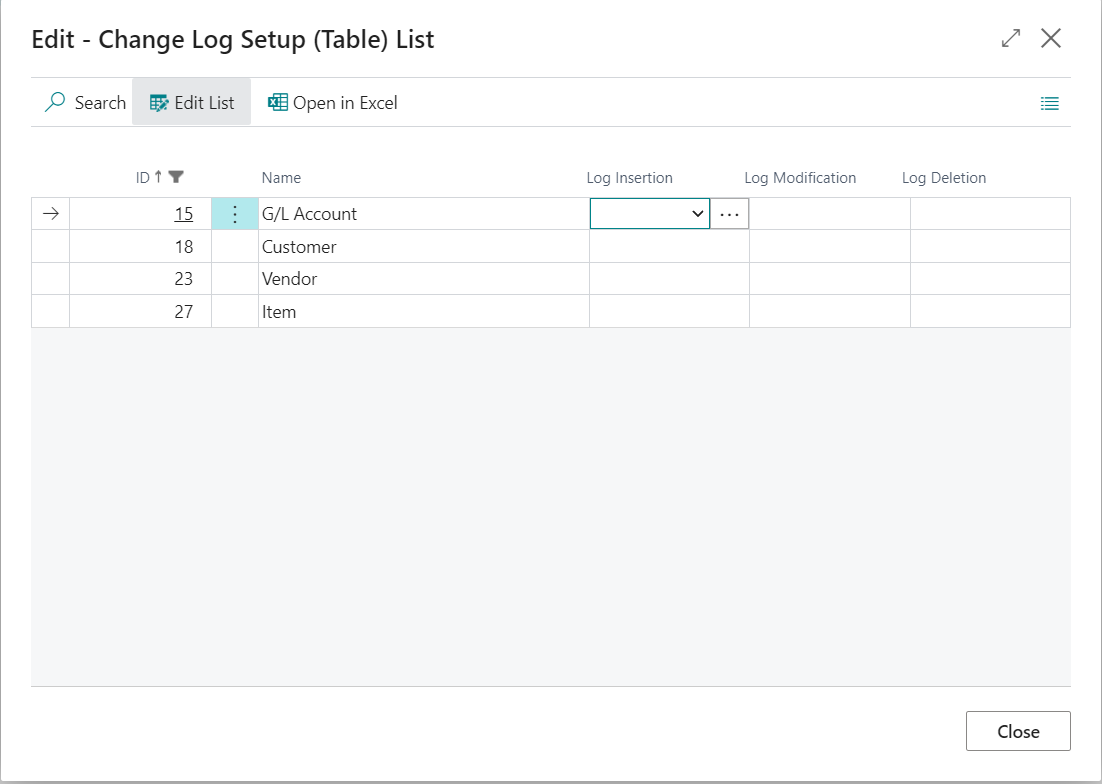 Edit - Change Log Setup (Table) List
Search Edit List Open in Excel
ID Name Log Insertion Log Modification Log Deletion
15 G/L Account
18 Customer
23 Vendor
27 Item
Close